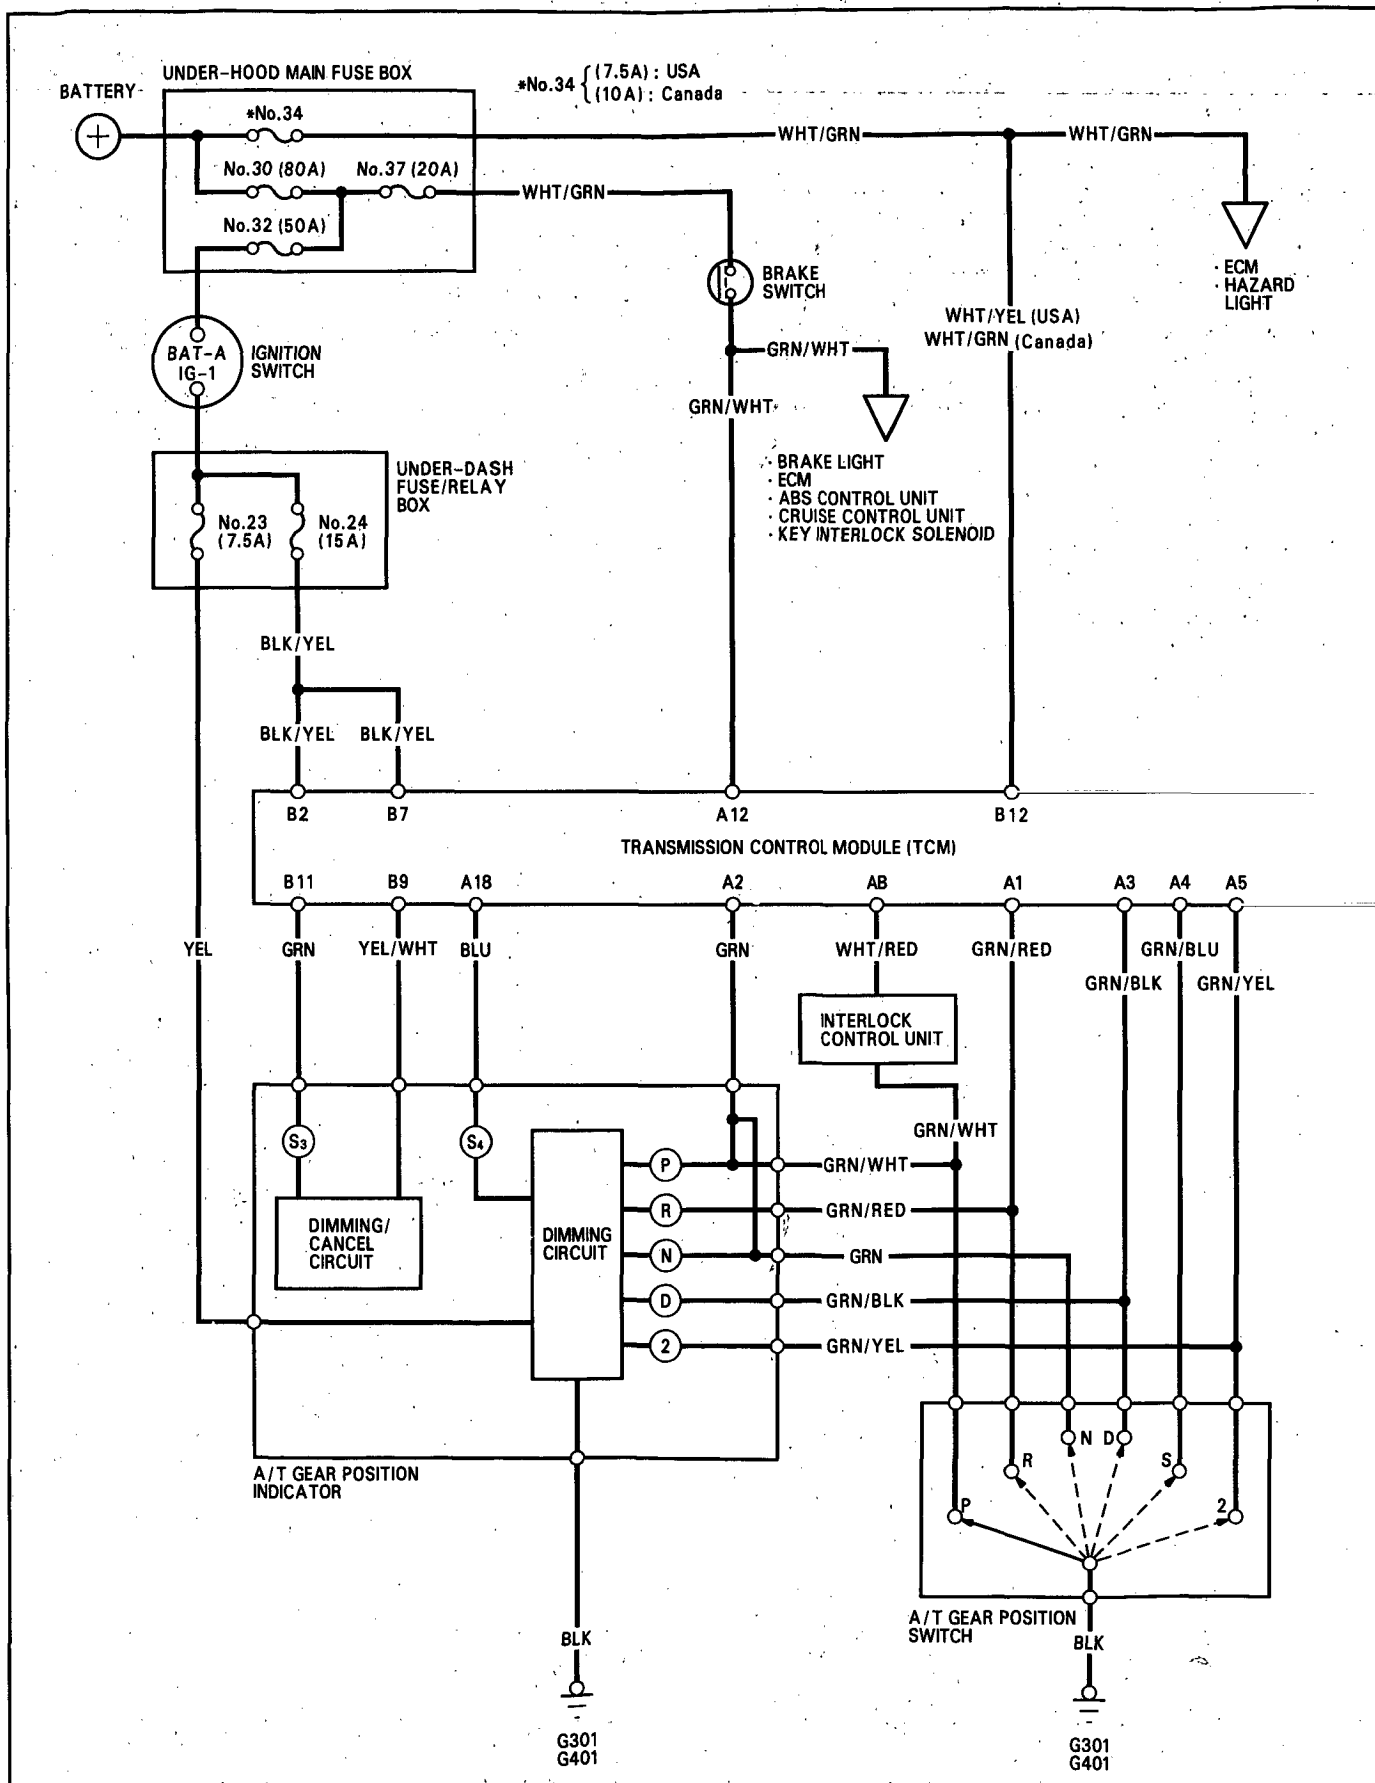 UNDER-HOOD MAIN FUSE BOX
*No.34 { (7.5A) : USA
(10A) : Canada
BATTERY
+
*No.34
WHT/GRN
WHT/GRN
No.30 (80A)
No.37 (20A)
WHT/GRN
No.32 (50A)
BRAKE
SWITCH
· ECM
· HAZARD
LIGHT
WHT/YEL (USA)
WHT/GRN (Canada)
BAT-A
IG-1
IGNITION
SWITCH
GRN/WHT
GRN/WHT
· BRAKE LIGHT
· ECM
· ABS CONTROL UNIT
· CRUISE CONTROL UNIT
· KEY INTERLOCK SOLENOID
UNDER-DASH
FUSE/RELAY
BOX
No.23
(7.5A)
No.24
(15A)
BLK/YEL
BLK/YEL
BLK/YEL
B2
B7
A12
B12
TRANSMISSION CONTROL MODULE (TCM)
B11
B9
A18
A2
AB
A1
A3
A4
A5
YEL
GRN
YEL/WHT
BLU
GRN
WHT/RED
GRN/RED
GRN/BLU
GRN/BLK
GRN/YEL
INTERLOCK
CONTROL UNIT
GRN/WHT
S3
S4
P
GRN/WHT
R
GRN/RED
DIMMING/
CANCEL
CIRCUIT
DIMMING
CIRCUIT
N
GRN
D
GRN/BLK
2
GRN/YEL
N
D
R
S
P
2
A/T GEAR POSITION
INDICATOR
A/T GEAR POSITION
SWITCH
BLK
BLK
G301
G401
G301
G401